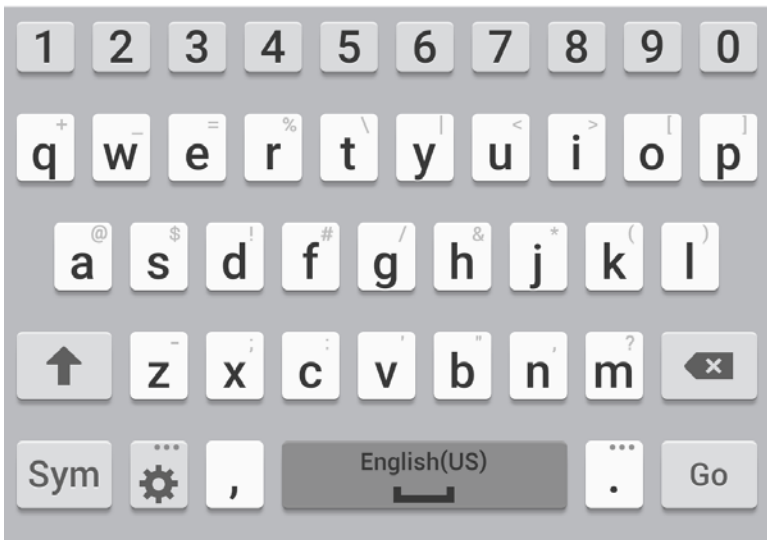 1 2 3 4 5 6 7 8 9 0
+ _ = % \ | < > [ ]
q w e r t y u i o p
@ $ ! # / & * ( )
a s d f g h j k l
- ; : ' " , ?
z x c v b n m
Sym , English(US) . Go